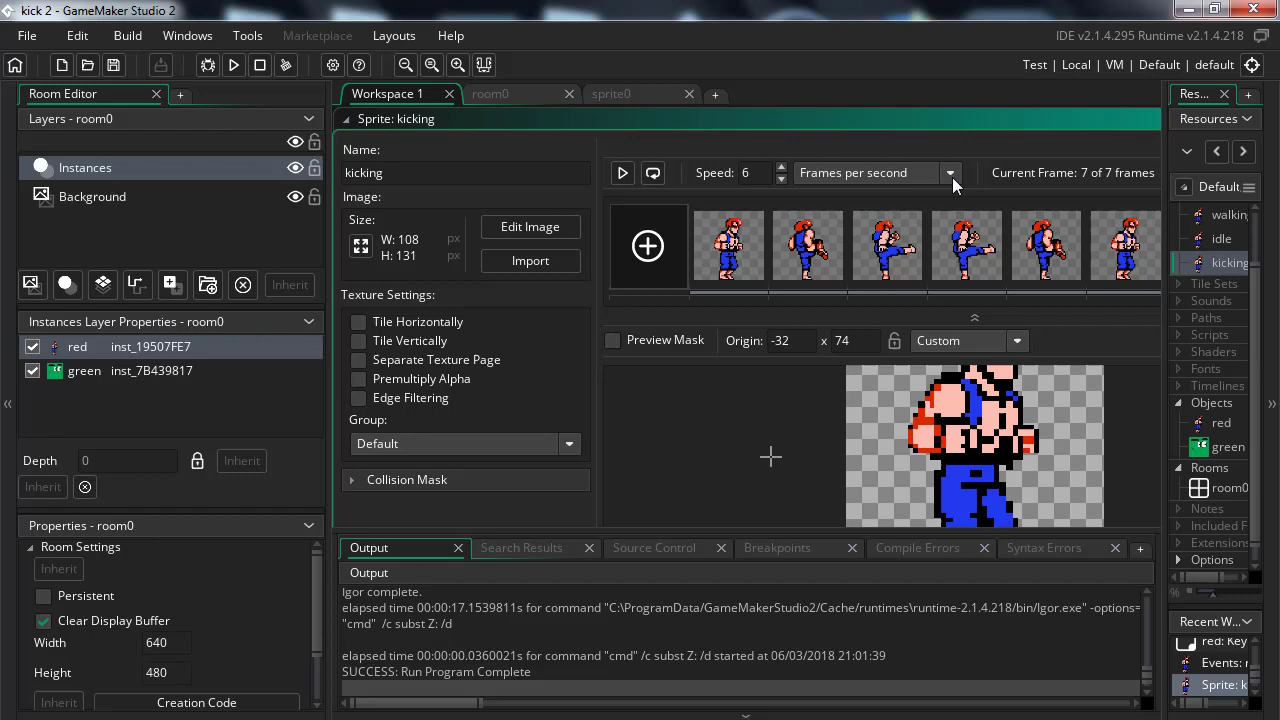 kick 2 - GameMaker Studio 2
File Edit Build Windows Tools Marketplace Layouts Help IDE v2.1.4.295 Runtime v2.1.4.218
Test | Local | VM | Default | default
Room Editor
Layers - room0
Instances
Background
Inherit
Instances Layer Properties - room0
red inst_19507FE7
green inst_7B439817
Depth 0 Inherit
Inherit
Properties - room0
Room Settings
Inherit
Persistent
Clear Display Buffer
Width 640
Height 480
Inherit Creation Code
Workspace 1 room0 sprite0
Sprite: kicking
Name:
kicking
Image:
Size:
W: 108 px
H: 131 px
Edit Image
Import
Texture Settings:
Tile Horizontally
Tile Vertically
Separate Texture Page
Premultiply Alpha
Edge Filtering
Group:
Default
Collision Mask
Speed: 6 Frames per second Current Frame: 7 of 7 frames
Preview Mask Origin: -32 x 74 Custom
Output Search Results Source Control Breakpoints Compile Errors Syntax Errors
Output
Igor complete.
elapsed time 00:00:17.1539811s for command "C:\ProgramData/GameMakerStudio2/Cache/runtimes\runtime-2.1.4.218/bin/Igor.exe" -options=
"cmd" /c subst Z: /d
elapsed time 00:00:00.0360021s for command "cmd" /c subst Z: /d started at 06/03/2018 21:01:39
SUCCESS: Run Program Complete
Res...
Resources
Default
walkin
idle
kicking
Tile Sets
Sounds
Paths
Scripts
Shaders
Fonts
Timelines
Objects
red
green
Rooms
room0
Notes
Included F
Extensions
Options
%
Recent W...
red: Key
Events: r
Sprite: k